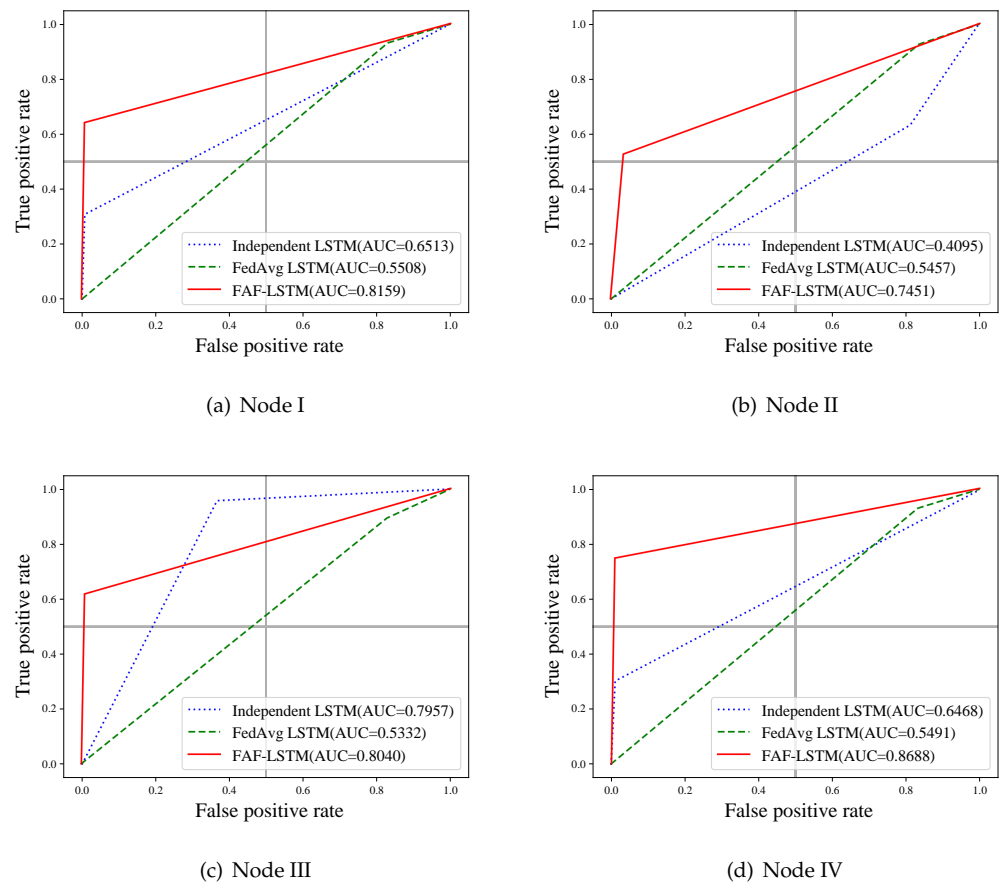 1.0
0.8
0.6
0.4
0.2
0.0
True positive rate
Independent LSTM(AUC=0.6513)
FedAvg LSTM(AUC=0.5508)
FAF-LSTM(AUC=0.8159)
0.0 0.2 0.4 0.6 0.8 1.0
False positive rate
(a) Node I
1.0
0.8
0.6
0.4
0.2
0.0
True positive rate
Independent LSTM(AUC=0.4095)
FedAvg LSTM(AUC=0.5457)
FAF-LSTM(AUC=0.7451)
0.0 0.2 0.4 0.6 0.8 1.0
False positive rate
(b) Node II
1.0
0.8
0.6
0.4
0.2
0.0
True positive rate
Independent LSTM(AUC=0.7957)
FedAvg LSTM(AUC=0.5332)
FAF-LSTM(AUC=0.8040)
0.0 0.2 0.4 0.6 0.8 1.0
False positive rate
(c) Node III
1.0
0.8
0.6
0.4
0.2
0.0
True positive rate
Independent LSTM(AUC=0.6468)
FedAvg LSTM(AUC=0.5491)
FAF-LSTM(AUC=0.8688)
0.0 0.2 0.4 0.6 0.8 1.0
False positive rate
(d) Node IV